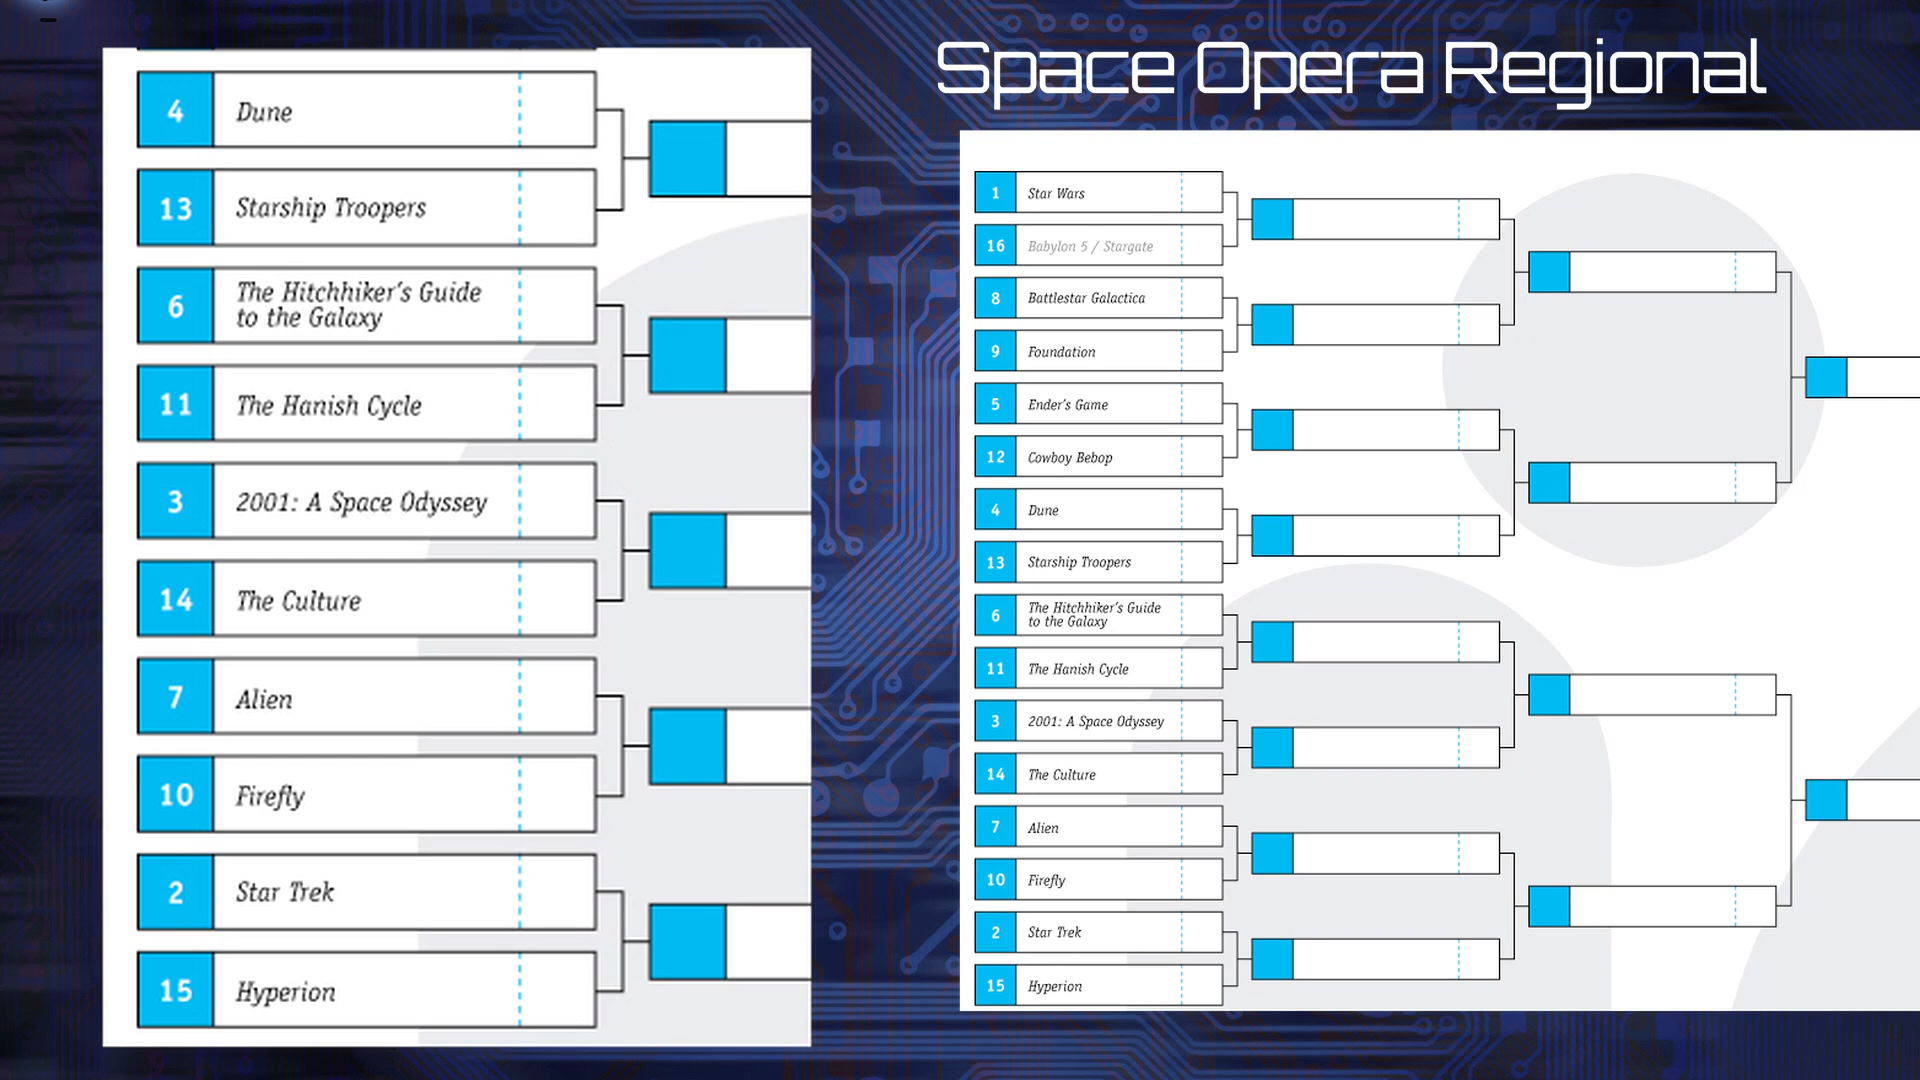 Space Opera Regional
4 Dune
13 Starship Troopers
6 The Hitchhiker's Guide
to the Galaxy
11 The Hanish Cycle
3 2001: A Space Odyssey
14 The Culture
7 Alien
10 Firefly
2 Star Trek
15 Hyperion
1 Star Wars
16 Babylon 5 / Stargate
8 Battlestar Galactica
9 Foundation
5 Ender's Game
12 Cowboy Bebop
4 Dune
13 Starship Troopers
6 The Hitchhiker's Guide
to the Galaxy
11 The Hanish Cycle
3 2001: A Space Odyssey
14 The Culture
7 Alien
10 Firefly
2 Star Trek
15 Hyperion